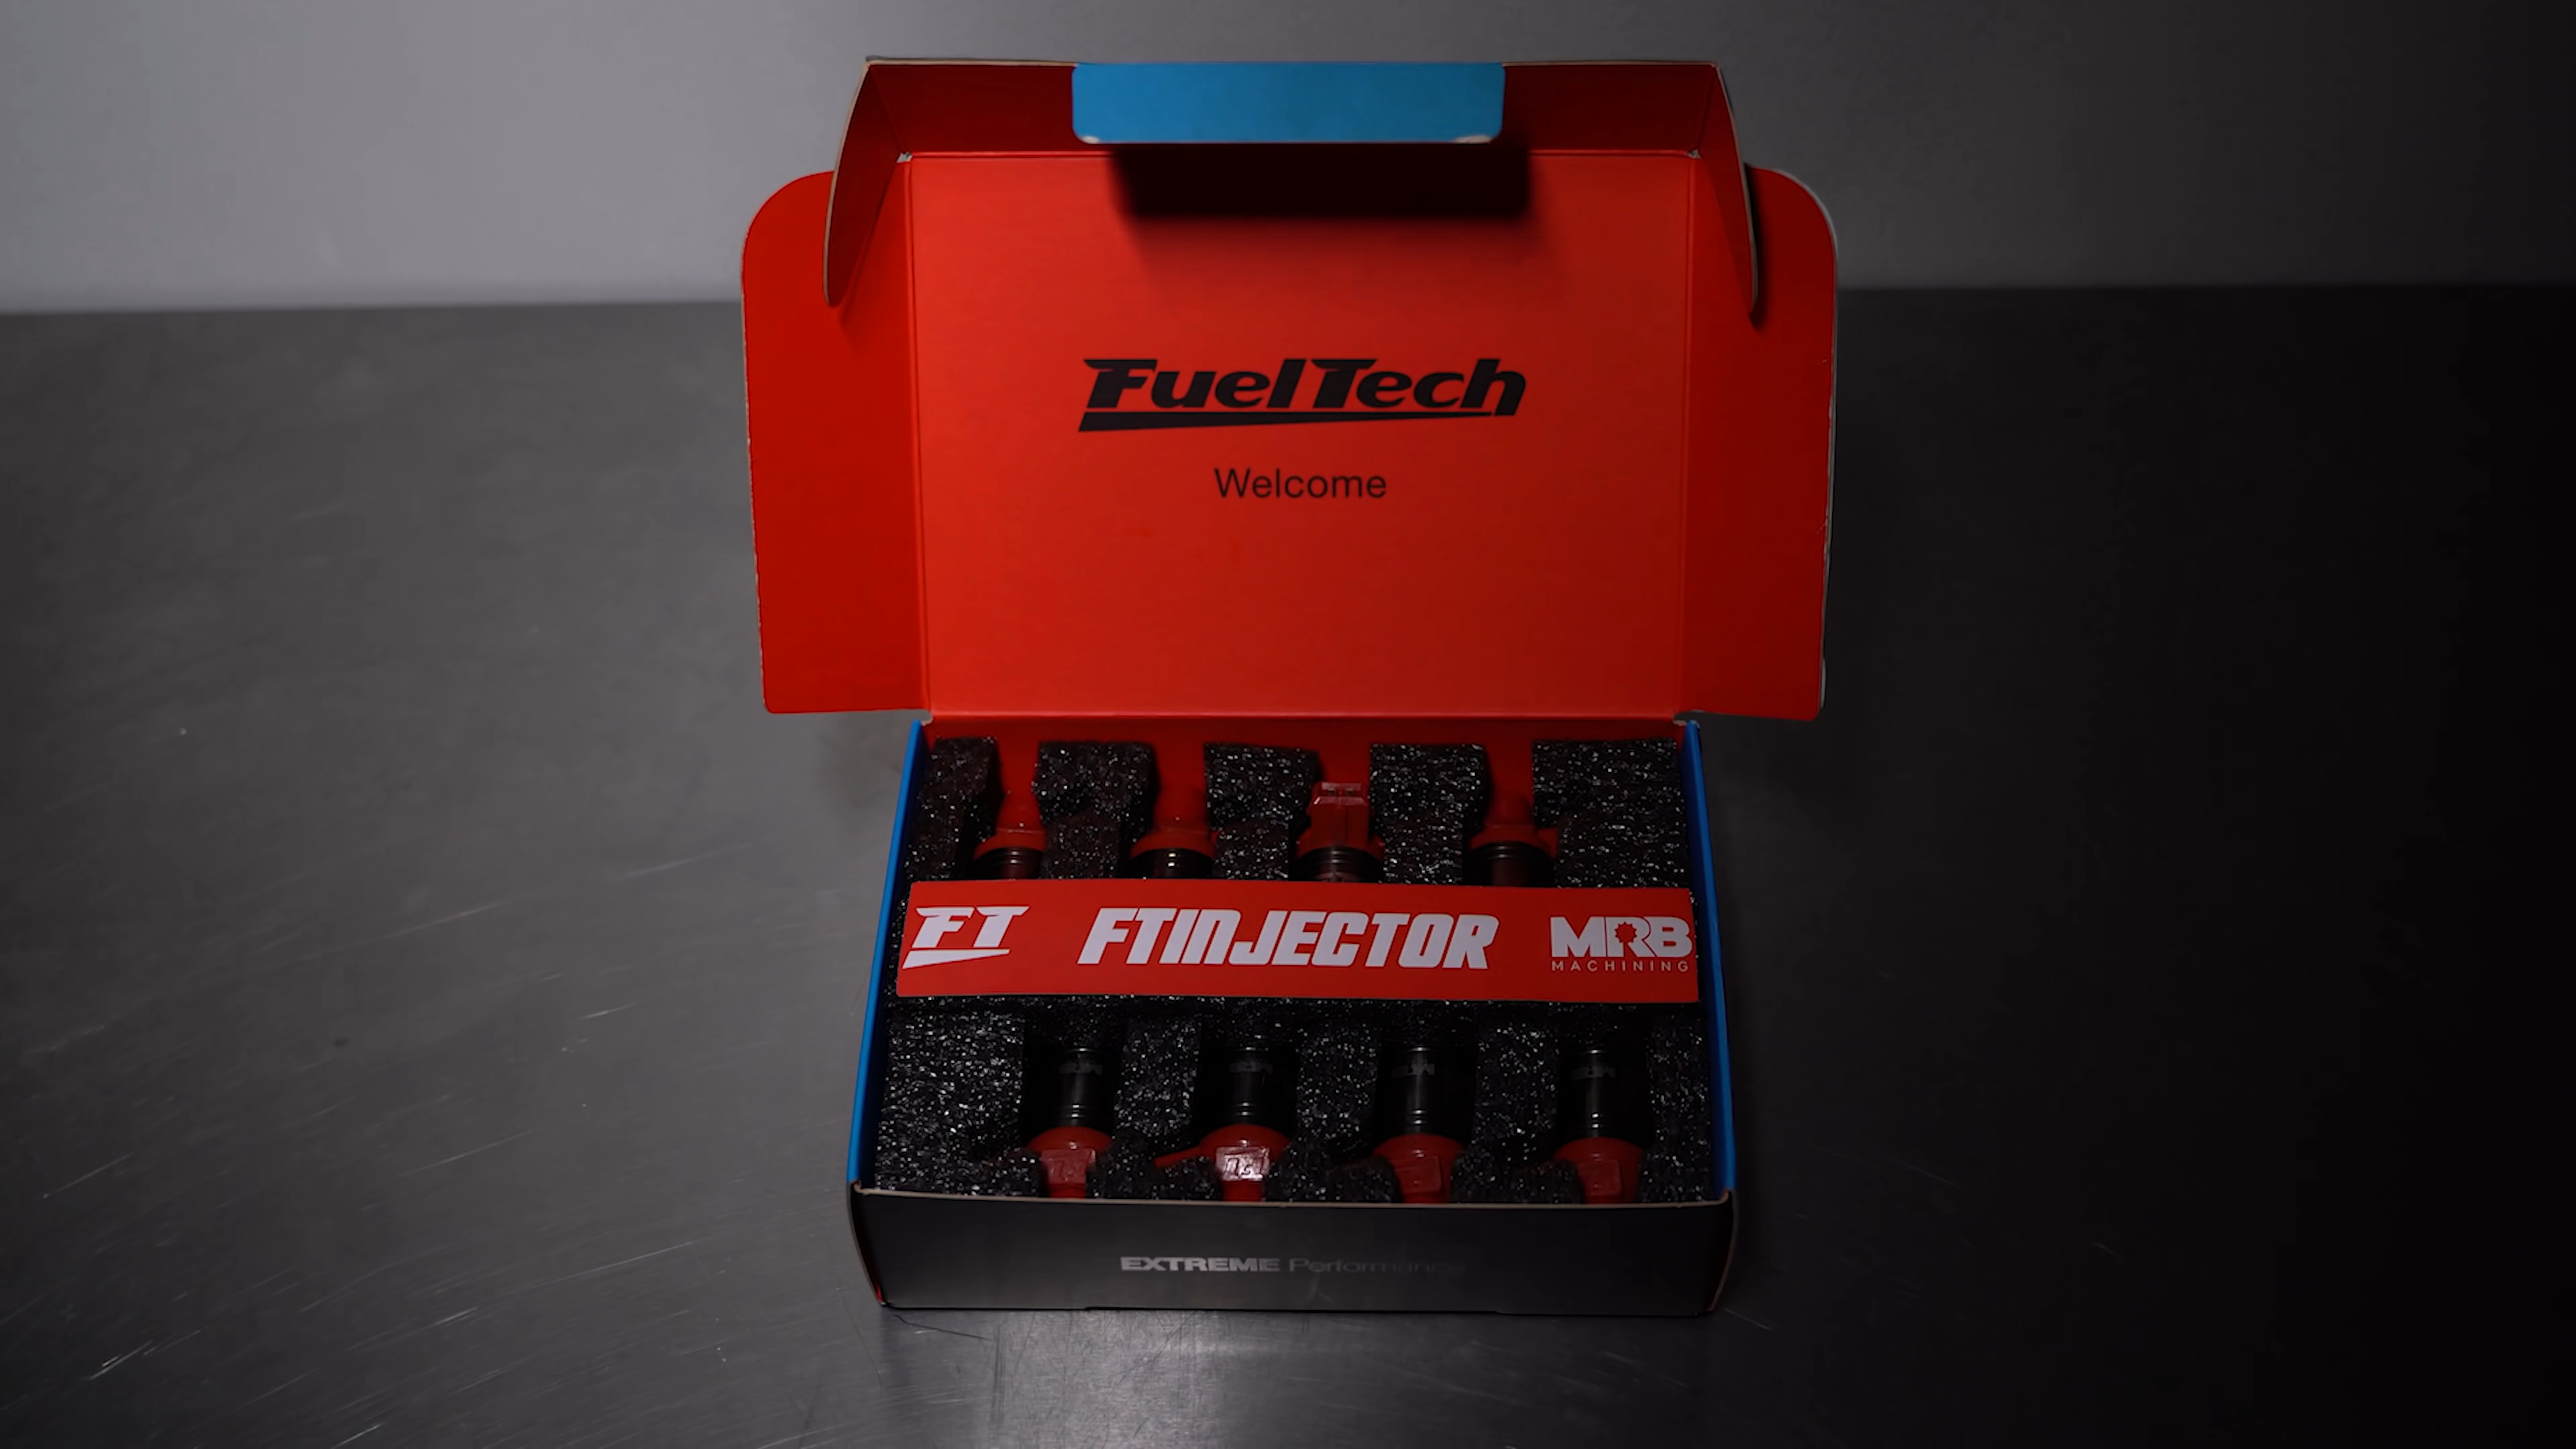 FuelTech
Welcome
FT FTINJECTOR MRB
MACHINING
EXTREME Performance